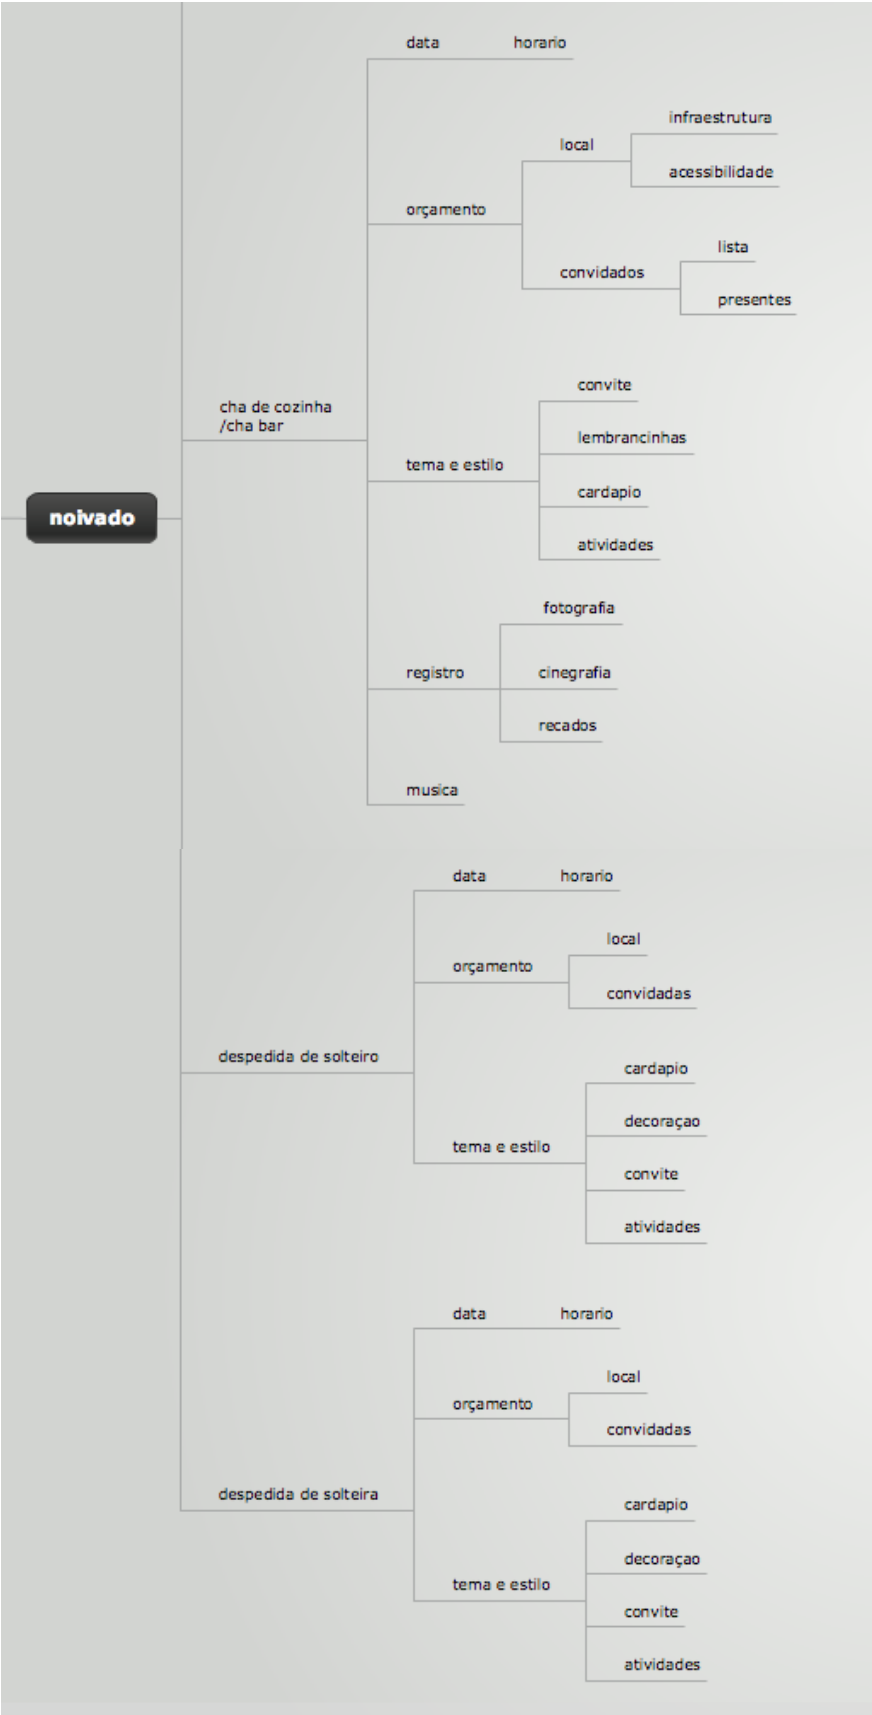 data horario
infraestrutura
local
acessibilidade
orçamento
lista
convidados
presentes
convite
cha de cozinha
/cha bar
lembrancinhas
tema e estilo
cardapio
noivado
atividades
fotografia
registro
cinegrafia
recados
musica
data horario
local
orçamento
convidadas
despedida de solteiro
cardapio
decoraçao
tema e estilo
convite
atividades
data horario
local
orçamento
convidadas
despedida de solteira
cardapio
decoraçao
tema e estilo
convite
atividades